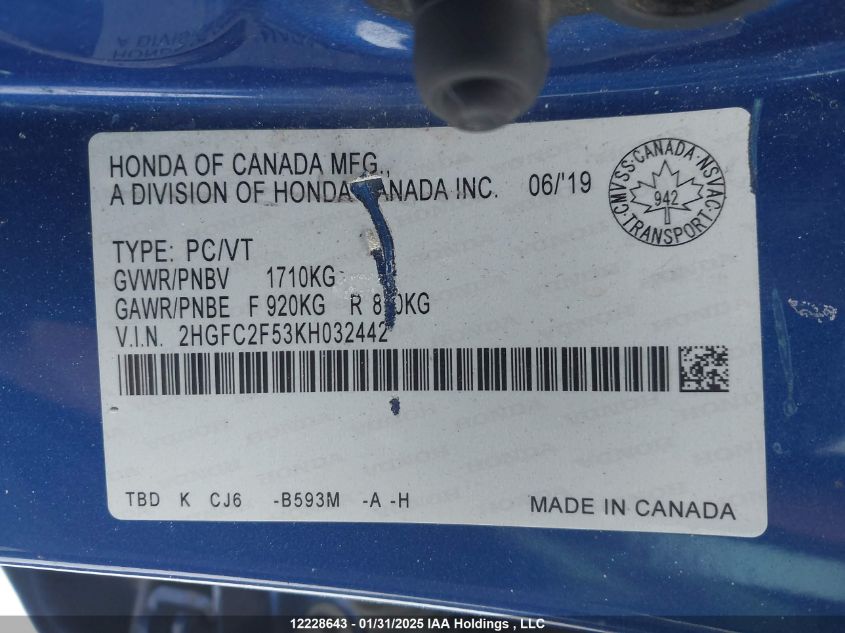 HONDA OF CANADA MFG.,
A DIVISION OF HONDA CANADA INC. 06/'19
CMVSS·CANADA·NSVAC·TRANSPORT·
942
TYPE: PC/VT
GVWR/PNBV 1710KG
GAWR/PNBE F 920KG R
V.I.N. 2HGFC2F53KH032442
TBD K CJ6 -B593M -A -H
MADE IN CANADA
12228643 - 01/31/2025 IAA Holdings , LLC